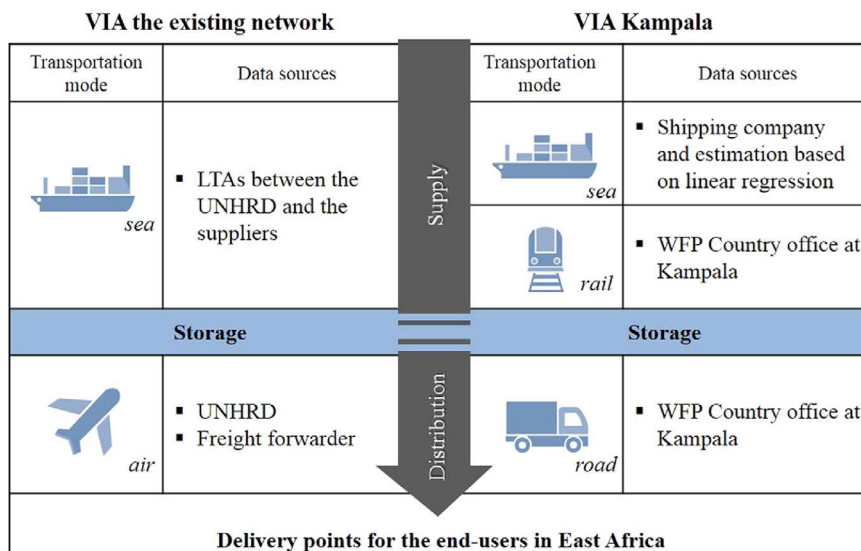 VIA the existing network
Transportation
mode
Data sources
sea
▪ LTAs between the
UNHRD and the
suppliers
Supply
VIA Kampala
Transportation
mode
Data sources
sea
▪ Shipping company
and estimation based
on linear regression
rail
▪ WFP Country office at
Kampala
Storage
Storage
air
▪ UNHRD
▪ Freight forwarder
Distribution
road
▪ WFP Country office at
Kampala
Delivery points for the end-users in East Africa